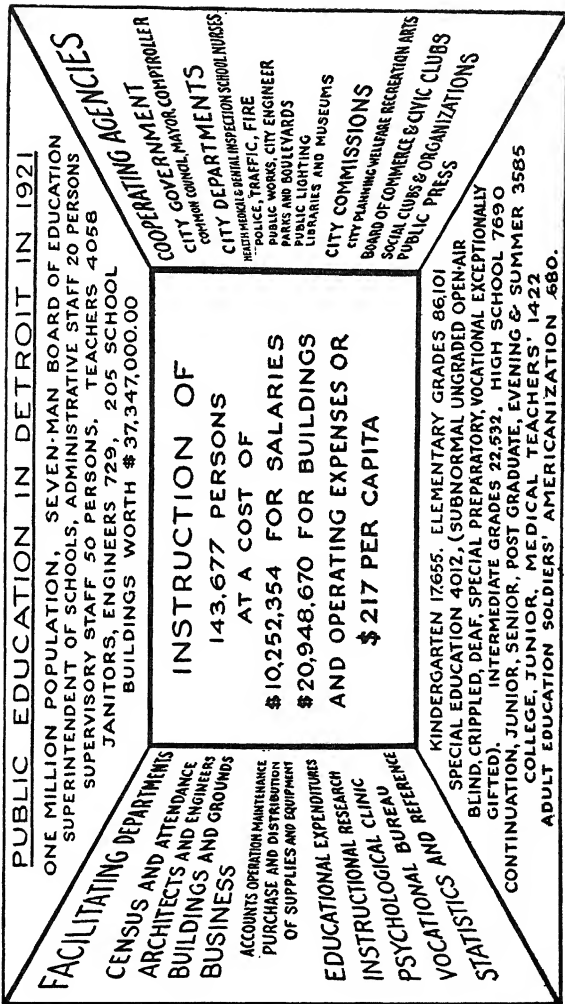 PUBLIC EDUCATION IN DETROIT IN 1921
ONE MILLION POPULATION, SEVEN-MAN BOARD OF EDUCATION
SUPERINTENDENT OF SCHOOLS, ADMINISTRATIVE STAFF 20 PERSONS
SUPERVISORY STAFF 50 PERSONS, TEACHERS 4058
JANITORS, ENGINEERS 729, 205 SCHOOL
BUILDINGS WORTH $37,347,000.00
FACILITATING DEPARTMENTS
CENSUS AND ATTENDANCE
ARCHITECTS AND ENGINEERS
BUILDINGS AND GROUNDS
BUSINESS
ACCOUNTS OPERATION MAINTENANCE
PURCHASE AND DISTRIBUTION
OF SUPPLIES AND EQUIPMENT
EDUCATIONAL EXPENDITURES
INSTRUCTIONAL RESEARCH
INSTRUCTIONAL CLINIC
PSYCHOLOGICAL BUREAU
VOCATIONAL BUREAU
STATISTICS AND REFERENCE
INSTRUCTION OF
143,677 PERSONS
AT A COST OF
$10,252,354 FOR SALARIES
$20,948,670 FOR BUILDINGS
AND OPERATING EXPENSES OR
$217 PER CAPITA
COOPERATING AGENCIES
CITY GOVERNMENT
COMMON COUNCIL, MAYOR, COMPTROLLER
CITY DEPARTMENTS
HEALTH MEDICAL & DENTAL INSPECTION SCHOOL NURSES
POLICE, TRAFFIC, FIRE
PUBLIC WORKS, CITY ENGINEER
PARKS AND BOULEVARDS
PUBLIC LIGHTING
LIBRARIES AND MUSEUMS
CITY COMMISSIONS
CITY PLANNING WELLFARE RECREATION ARTS
BOARD OF COMMERCE & CIVIC CLUBS
SOCIAL CLUBS & ORGANIZATIONS
PUBLIC PRESS
KINDERGARTEN 17,655. ELEMENTARY GRADES 86,101
SPECIAL EDUCATION 4012, (SUBNORMAL UNGRADED OPEN-AIR
BLIND, CRIPPLED, DEAF, SPECIAL PREPARATORY, VOCATIONAL EXCEPTIONALLY
GIFTED). INTERMEDIATE GRADES 22,532. HIGH SCHOOL 7690
CONTINUATION, JUNIOR, SENIOR, POST GRADUATE, EVENING & SUMMER 3585
COLLEGE, JUNIOR, MEDICAL TEACHERS' 1422
ADULT EDUCATION SOLDIERS' AMERICANIZATION 680.